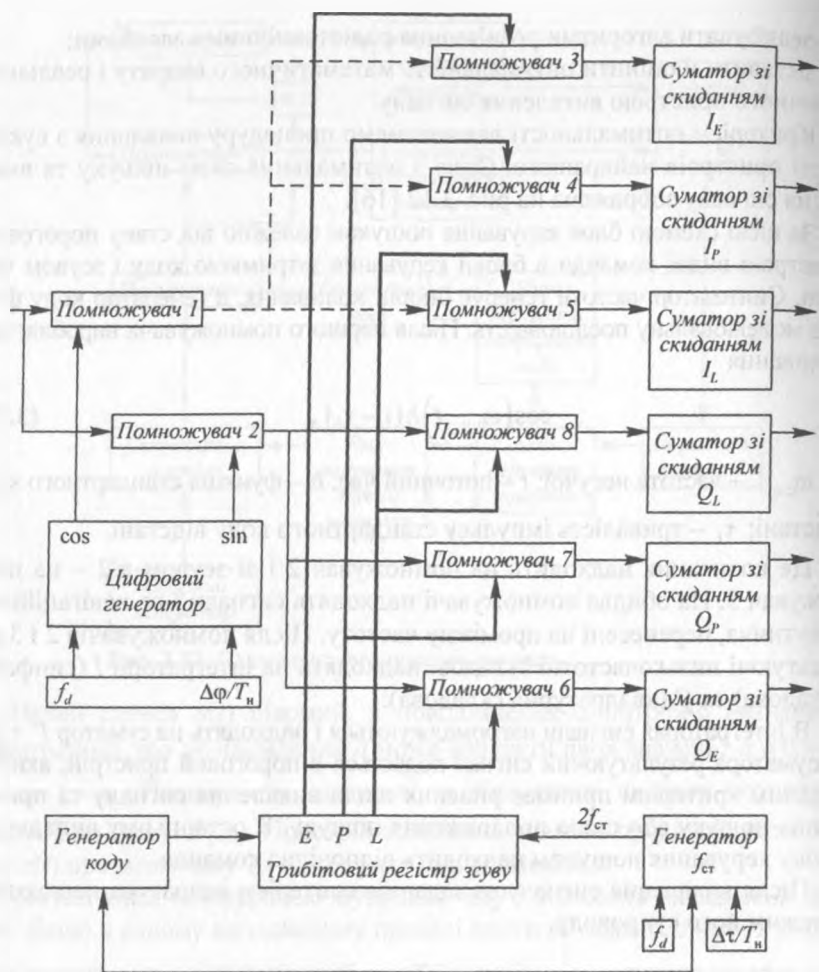 Помножувач 3
Суматор зі
скиданням
I_E
Помножувач 4
Суматор зі
скиданням
I_P
Помножувач 1
Помножувач 5
Суматор зі
скиданням
I_L
Помножувач 2
Помножувач 8
Суматор зі
скиданням
Q_L
cos
sin
Цифровий
генератор
Помножувач 7
Суматор зі
скиданням
Q_P
f_d
Δφ/T_н
Помножувач 6
Суматор зі
скиданням
Q_E
Генератор
коду
E P L
Трибітовий регістр зсуву
2f_ст
Генератор
f_ст
f_d
Δτ/T_н